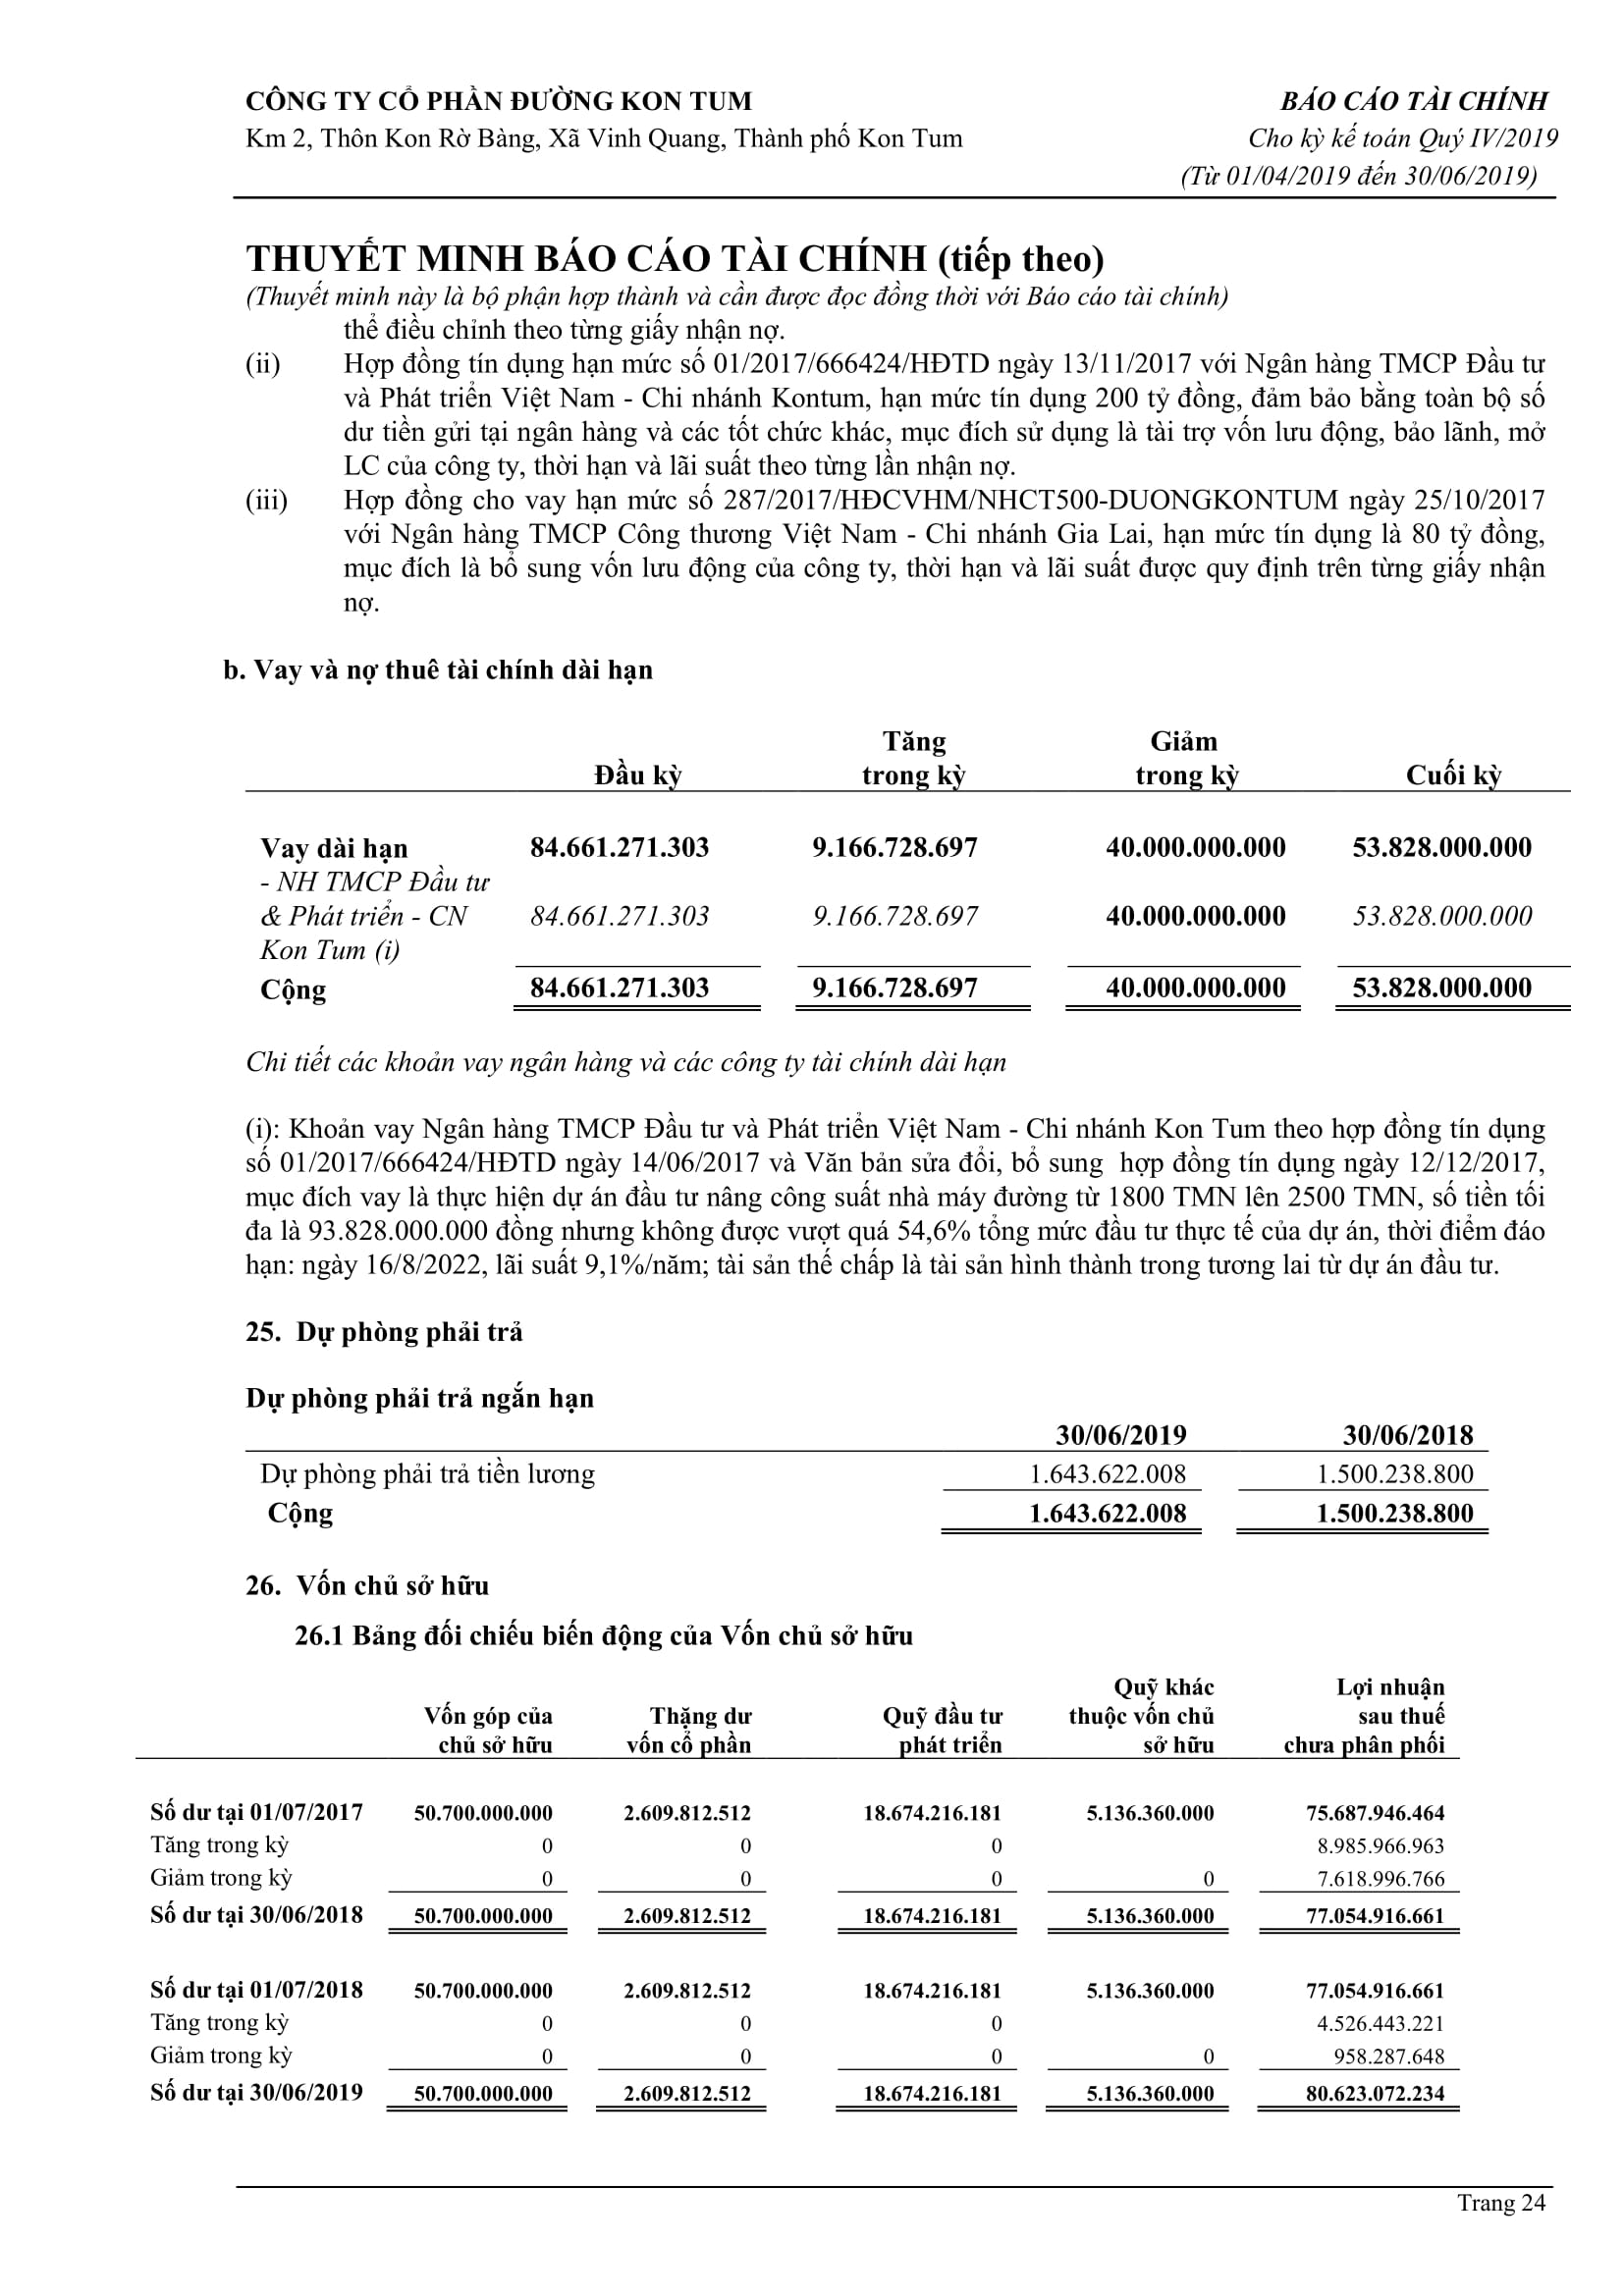 CÔNG TY CỔ PHẦN ĐƯỜNG KON TUM
BÁO CÁO TÀI CHÍNH
Km 2, Thôn Kon Rờ Bàng, Xã Vinh Quang, Thành phố Kon Tum
Cho kỳ kế toán Quý IV/2019
(Từ 01/04/2019 đến 30/06/2019)
THUYẾT MINH BÁO CÁO TÀI CHÍNH (tiếp theo)
(Thuyết minh này là bộ phận hợp thành và cần được đọc đồng thời với Báo cáo tài chính)
thể điều chỉnh theo từng giấy nhận nợ.
(ii) Hợp đồng tín dụng hạn mức số 01/2017/666424/HĐTD ngày 13/11/2017 với Ngân hàng TMCP Đầu tư
và Phát triển Việt Nam - Chi nhánh Kontum, hạn mức tín dụng 200 tỷ đồng, đảm bảo bằng toàn bộ số
dư tiền gửi tại ngân hàng và các tốt chức khác, mục đích sử dụng là tài trợ vốn lưu động, bảo lãnh, mở
LC của công ty, thời hạn và lãi suất theo từng lần nhận nợ.
(iii) Hợp đồng cho vay hạn mức số 287/2017/HĐCVHM/NHCT500-DUONGKONTUM ngày 25/10/2017
với Ngân hàng TMCP Công thương Việt Nam - Chi nhánh Gia Lai, hạn mức tín dụng là 80 tỷ đồng,
mục đích là bổ sung vốn lưu động của công ty, thời hạn và lãi suất được quy định trên từng giấy nhận
nợ.
b. Vay và nợ thuê tài chính dài hạn
Tăng Giảm
Đầu kỳ trong kỳ trong kỳ Cuối kỳ
Vay dài hạn 84.661.271.303 9.166.728.697 40.000.000.000 53.828.000.000
- NH TMCP Đầu tư
& Phát triển - CN 84.661.271.303 9.166.728.697 40.000.000.000 53.828.000.000
Kon Tum (i)
Cộng 84.661.271.303 9.166.728.697 40.000.000.000 53.828.000.000
Chi tiết các khoản vay ngân hàng và các công ty tài chính dài hạn
(i): Khoản vay Ngân hàng TMCP Đầu tư và Phát triển Việt Nam - Chi nhánh Kon Tum theo hợp đồng tín dụng
số 01/2017/666424/HĐTD ngày 14/06/2017 và Văn bản sửa đổi, bổ sung hợp đồng tín dụng ngày 12/12/2017,
mục đích vay là thực hiện dự án đầu tư nâng công suất nhà máy đường từ 1800 TMN lên 2500 TMN, số tiền tối
đa là 93.828.000.000 đồng nhưng không được vượt quá 54,6% tổng mức đầu tư thực tế của dự án, thời điểm đáo
hạn: ngày 16/8/2022, lãi suất 9,1%/năm; tài sản thế chấp là tài sản hình thành trong tương lai từ dự án đầu tư.
25. Dự phòng phải trả
Dự phòng phải trả ngắn hạn
30/06/2019 30/06/2018
Dự phòng phải trả tiền lương 1.643.622.008 1.500.238.800
Cộng 1.643.622.008 1.500.238.800
26. Vốn chủ sở hữu
26.1 Bảng đối chiếu biến động của Vốn chủ sở hữu
Quỹ khác Lợi nhuận
Vốn góp của Thặng dư Quỹ đầu tư thuộc vốn chủ sau thuế
chủ sở hữu vốn cổ phần phát triển sở hữu chưa phân phối
Số dư tại 01/07/2017 50.700.000.000 2.609.812.512 18.674.216.181 5.136.360.000 75.687.946.464
Tăng trong kỳ 0 0 0 8.985.966.963
Giảm trong kỳ 0 0 0 0 7.618.996.766
Số dư tại 30/06/2018 50.700.000.000 2.609.812.512 18.674.216.181 5.136.360.000 77.054.916.661
Số dư tại 01/07/2018 50.700.000.000 2.609.812.512 18.674.216.181 5.136.360.000 77.054.916.661
Tăng trong kỳ 0 0 0 4.526.443.221
Giảm trong kỳ 0 0 0 0 958.287.648
Số dư tại 30/06/2019 50.700.000.000 2.609.812.512 18.674.216.181 5.136.360.000 80.623.072.234
Trang 24